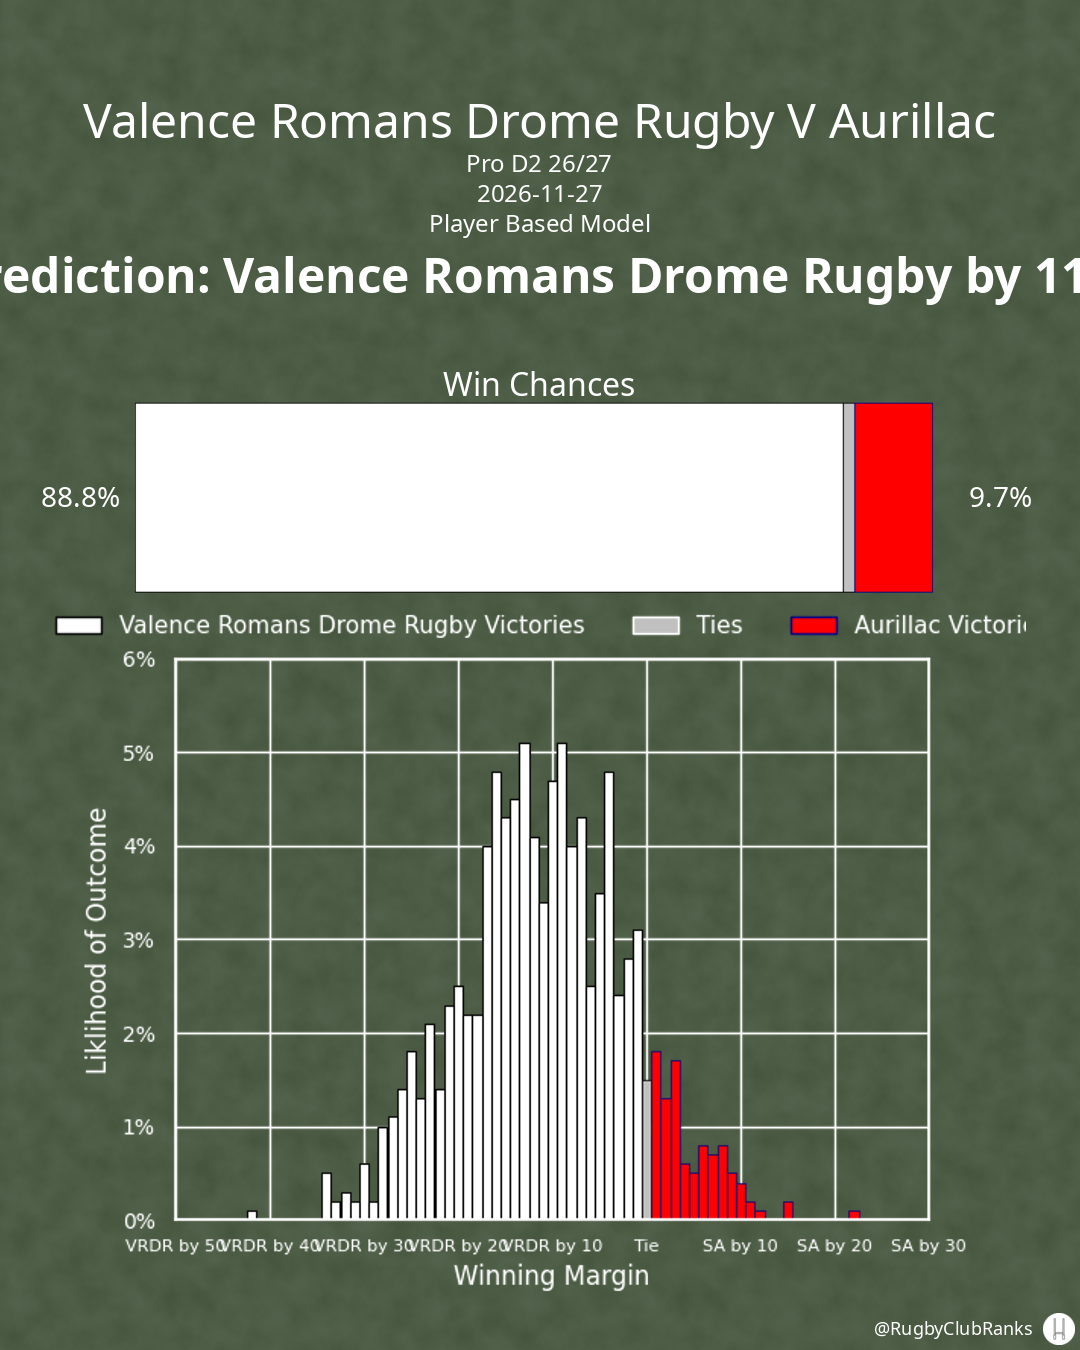 Valence Romans Drome Rugby V Aurillac
Pro D2 26/27
2026-11-27
Player Based Model
rediction: Valence Romans Drome Rugby by 11
Win Chances
88.8%
9.7%
Valence Romans Drome Rugby Victories Ties Aurillac Victori
6%
5%
4%
3%
2%
1%
0%
Liklihood of Outcome
VRDR by 50 VRDR by 40 VRDR by 30 VRDR by 20 VRDR by 10 Tie SA by 10 SA by 20 SA by 30
Winning Margin
@RugbyClubRanks